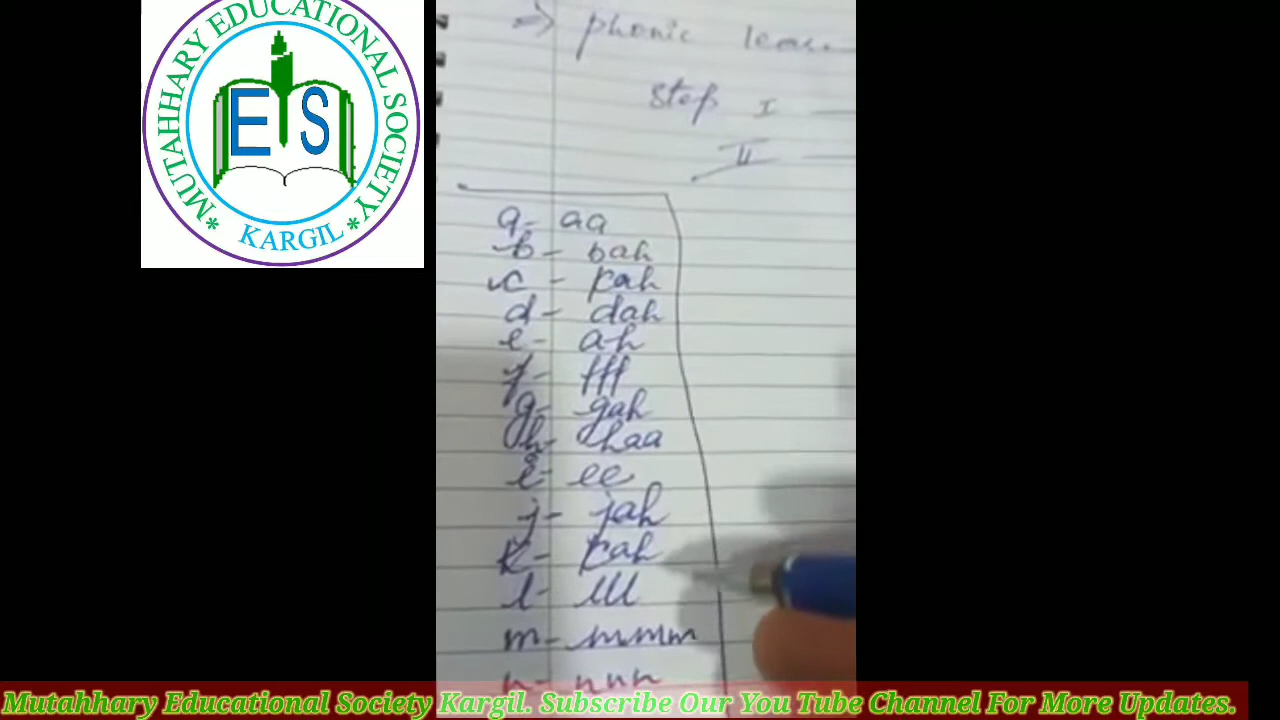 MUTAHHARY EDUCATIONAL SOCIETY
E S
* KARGIL *
=> phonic
step I —
II —
a - aa
b - bah
c - kah
d - dah
e - ah
f - fff
g - gah
h - haa
i - ee
j - jah
k - kah
l - lll
m - mmm
n - nnn
Mutahhary Educational Society Kargil. Subscribe Our You Tube Channel For More Updates.